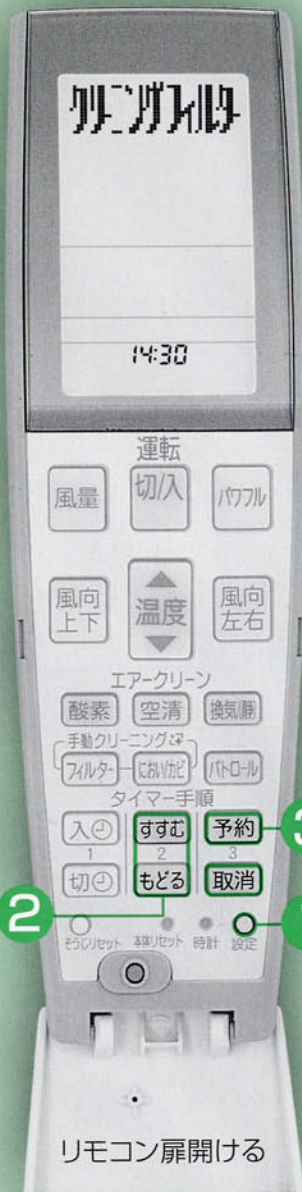 クリーニングフィルター
14:30
運転
風量 切/入 パワフル
風向上下 温度 風向左右
エアークリーン
酸素 空清 換気/静
手動クリーニング
フィルター においカビ パトロール
タイマー手順
入 すすむ 予約 3
1 2 3
切 もどる 取消
2
そうじリセット 本体リセット 時計 設定
リモコン扉開ける